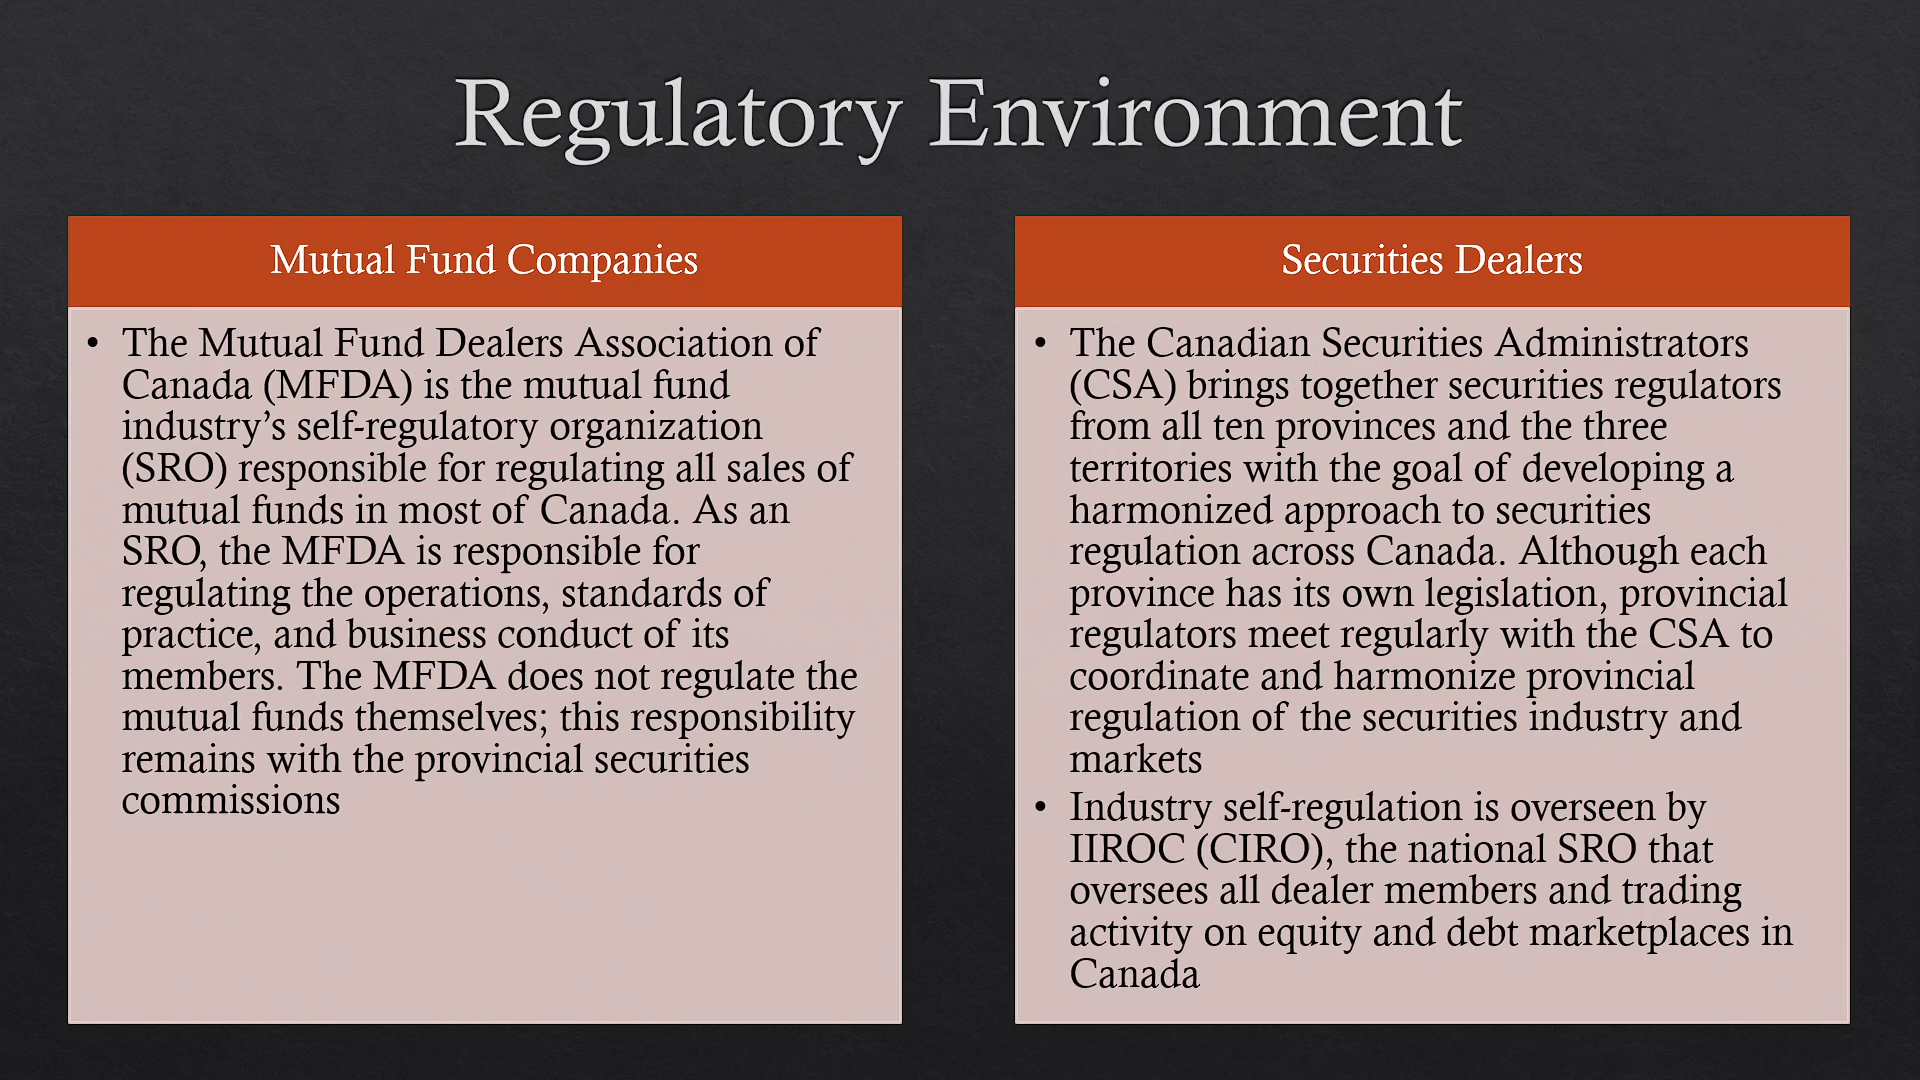 Regulatory Environment
Mutual Fund Companies
• The Mutual Fund Dealers Association of
Canada (MFDA) is the mutual fund
industry’s self-regulatory organization
(SRO) responsible for regulating all sales of
mutual funds in most of Canada. As an
SRO, the MFDA is responsible for
regulating the operations, standards of
practice, and business conduct of its
members. The MFDA does not regulate the
mutual funds themselves; this responsibility
remains with the provincial securities
commissions
Securities Dealers
• The Canadian Securities Administrators
(CSA) brings together securities regulators
from all ten provinces and the three
territories with the goal of developing a
harmonized approach to securities
regulation across Canada. Although each
province has its own legislation, provincial
regulators meet regularly with the CSA to
coordinate and harmonize provincial
regulation of the securities industry and
markets
• Industry self-regulation is overseen by
IIROC (CIRO), the national SRO that
oversees all dealer members and trading
activity on equity and debt marketplaces in
Canada